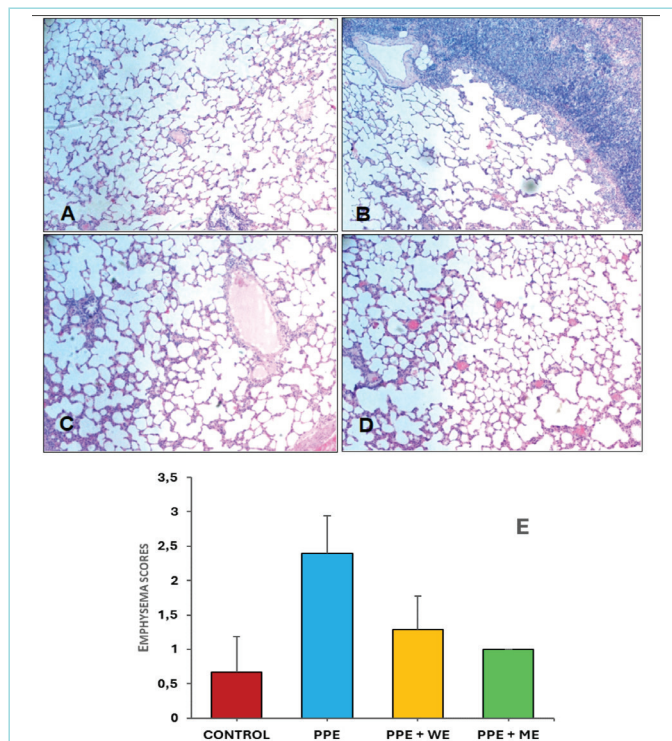 A
B
C
D
E
EMPHYSEMA SCORES
3,5
3
2,5
2
1,5
1
0,5
0
CONTROL
PPE
PPE + WE
PPE + ME